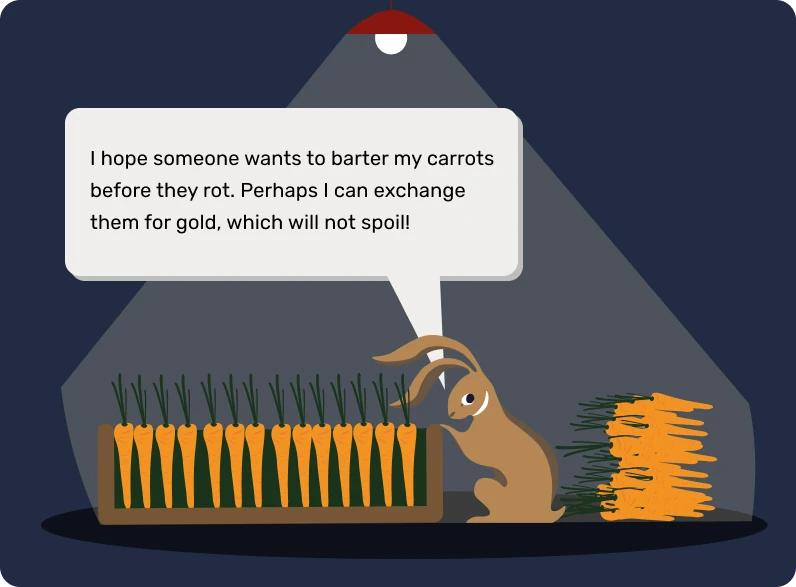 I hope someone wants to barter my carrots
before they rot. Perhaps I can exchange
them for gold, which will not spoil!